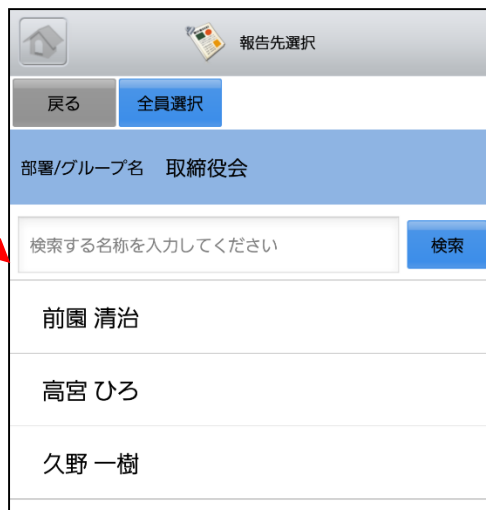 報告先選択
戻る 全員選択
部署/グループ名 取締役会
検索する名称を入力してください 検索
前園 清治
高宮 ひろ
久野 一樹